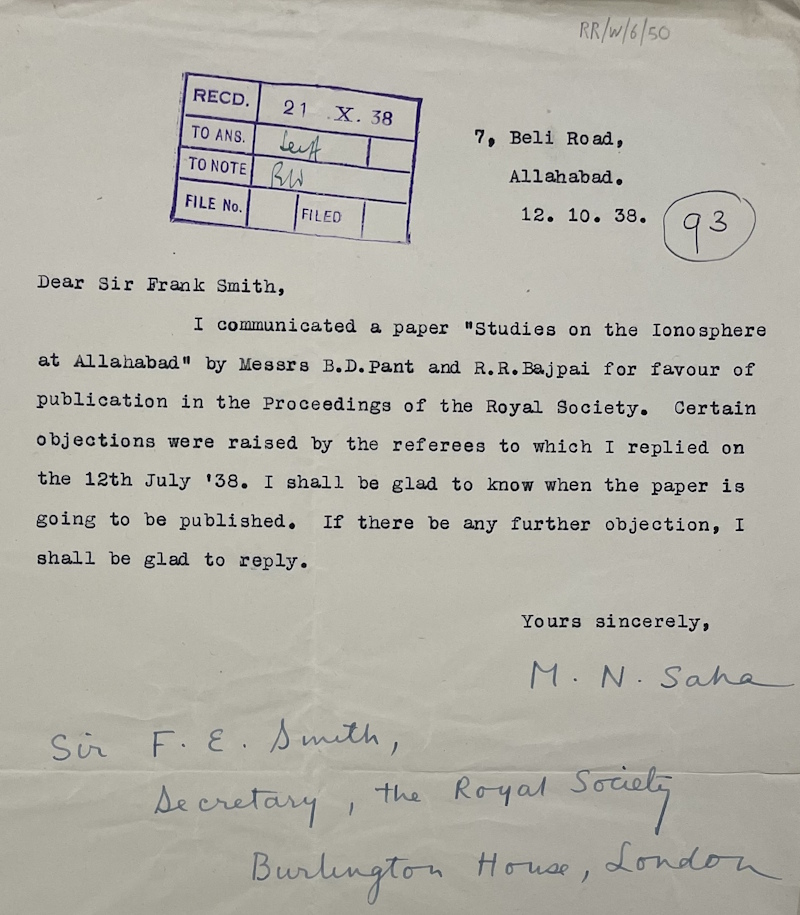 RR/W/6/50
RECD. 21 X. 38
TO ANS.
TO NOTE RW
FILE No. FILED
7, Beli Road,
Allahabad.
12. 10. 38.
93
Dear Sir Frank Smith,
I communicated a paper "Studies on the Ionosphere
at Allahabad" by Messrs B.D.Pant and R.R.Bajpai for favour of
publication in the Proceedings of the Royal Society. Certain
objections were raised by the referees to which I replied on
the 12th July '38. I shall be glad to know when the paper is
going to be published. If there be any further objection, I
shall be glad to reply.
Yours sincerely,
M. N. Saha
Sir F. E. Smith,
Secretary, the Royal Society
Burlington House, London